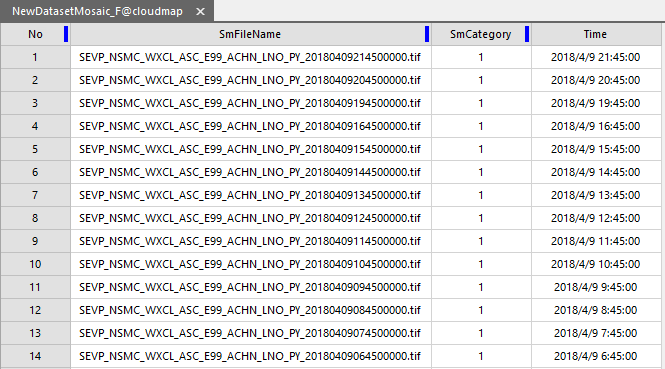 NewDatasetMosaic_F@cloudmap ×
No SmFileName SmCategory Time
1 SEVP_NSMC_WXCL_ASC_E99_ACHN_LNO_PY_20180409214500000.tif 1 2018/4/9 21:45:00
2 SEVP_NSMC_WXCL_ASC_E99_ACHN_LNO_PY_20180409204500000.tif 1 2018/4/9 20:45:00
3 SEVP_NSMC_WXCL_ASC_E99_ACHN_LNO_PY_20180409194500000.tif 1 2018/4/9 19:45:00
4 SEVP_NSMC_WXCL_ASC_E99_ACHN_LNO_PY_20180409164500000.tif 1 2018/4/9 16:45:00
5 SEVP_NSMC_WXCL_ASC_E99_ACHN_LNO_PY_20180409154500000.tif 1 2018/4/9 15:45:00
6 SEVP_NSMC_WXCL_ASC_E99_ACHN_LNO_PY_20180409144500000.tif 1 2018/4/9 14:45:00
7 SEVP_NSMC_WXCL_ASC_E99_ACHN_LNO_PY_20180409134500000.tif 1 2018/4/9 13:45:00
8 SEVP_NSMC_WXCL_ASC_E99_ACHN_LNO_PY_20180409124500000.tif 1 2018/4/9 12:45:00
9 SEVP_NSMC_WXCL_ASC_E99_ACHN_LNO_PY_20180409114500000.tif 1 2018/4/9 11:45:00
10 SEVP_NSMC_WXCL_ASC_E99_ACHN_LNO_PY_20180409104500000.tif 1 2018/4/9 10:45:00
11 SEVP_NSMC_WXCL_ASC_E99_ACHN_LNO_PY_20180409094500000.tif 1 2018/4/9 9:45:00
12 SEVP_NSMC_WXCL_ASC_E99_ACHN_LNO_PY_20180409084500000.tif 1 2018/4/9 8:45:00
13 SEVP_NSMC_WXCL_ASC_E99_ACHN_LNO_PY_20180409074500000.tif 1 2018/4/9 7:45:00
14 SEVP_NSMC_WXCL_ASC_E99_ACHN_LNO_PY_20180409064500000.tif 1 2018/4/9 6:45:00